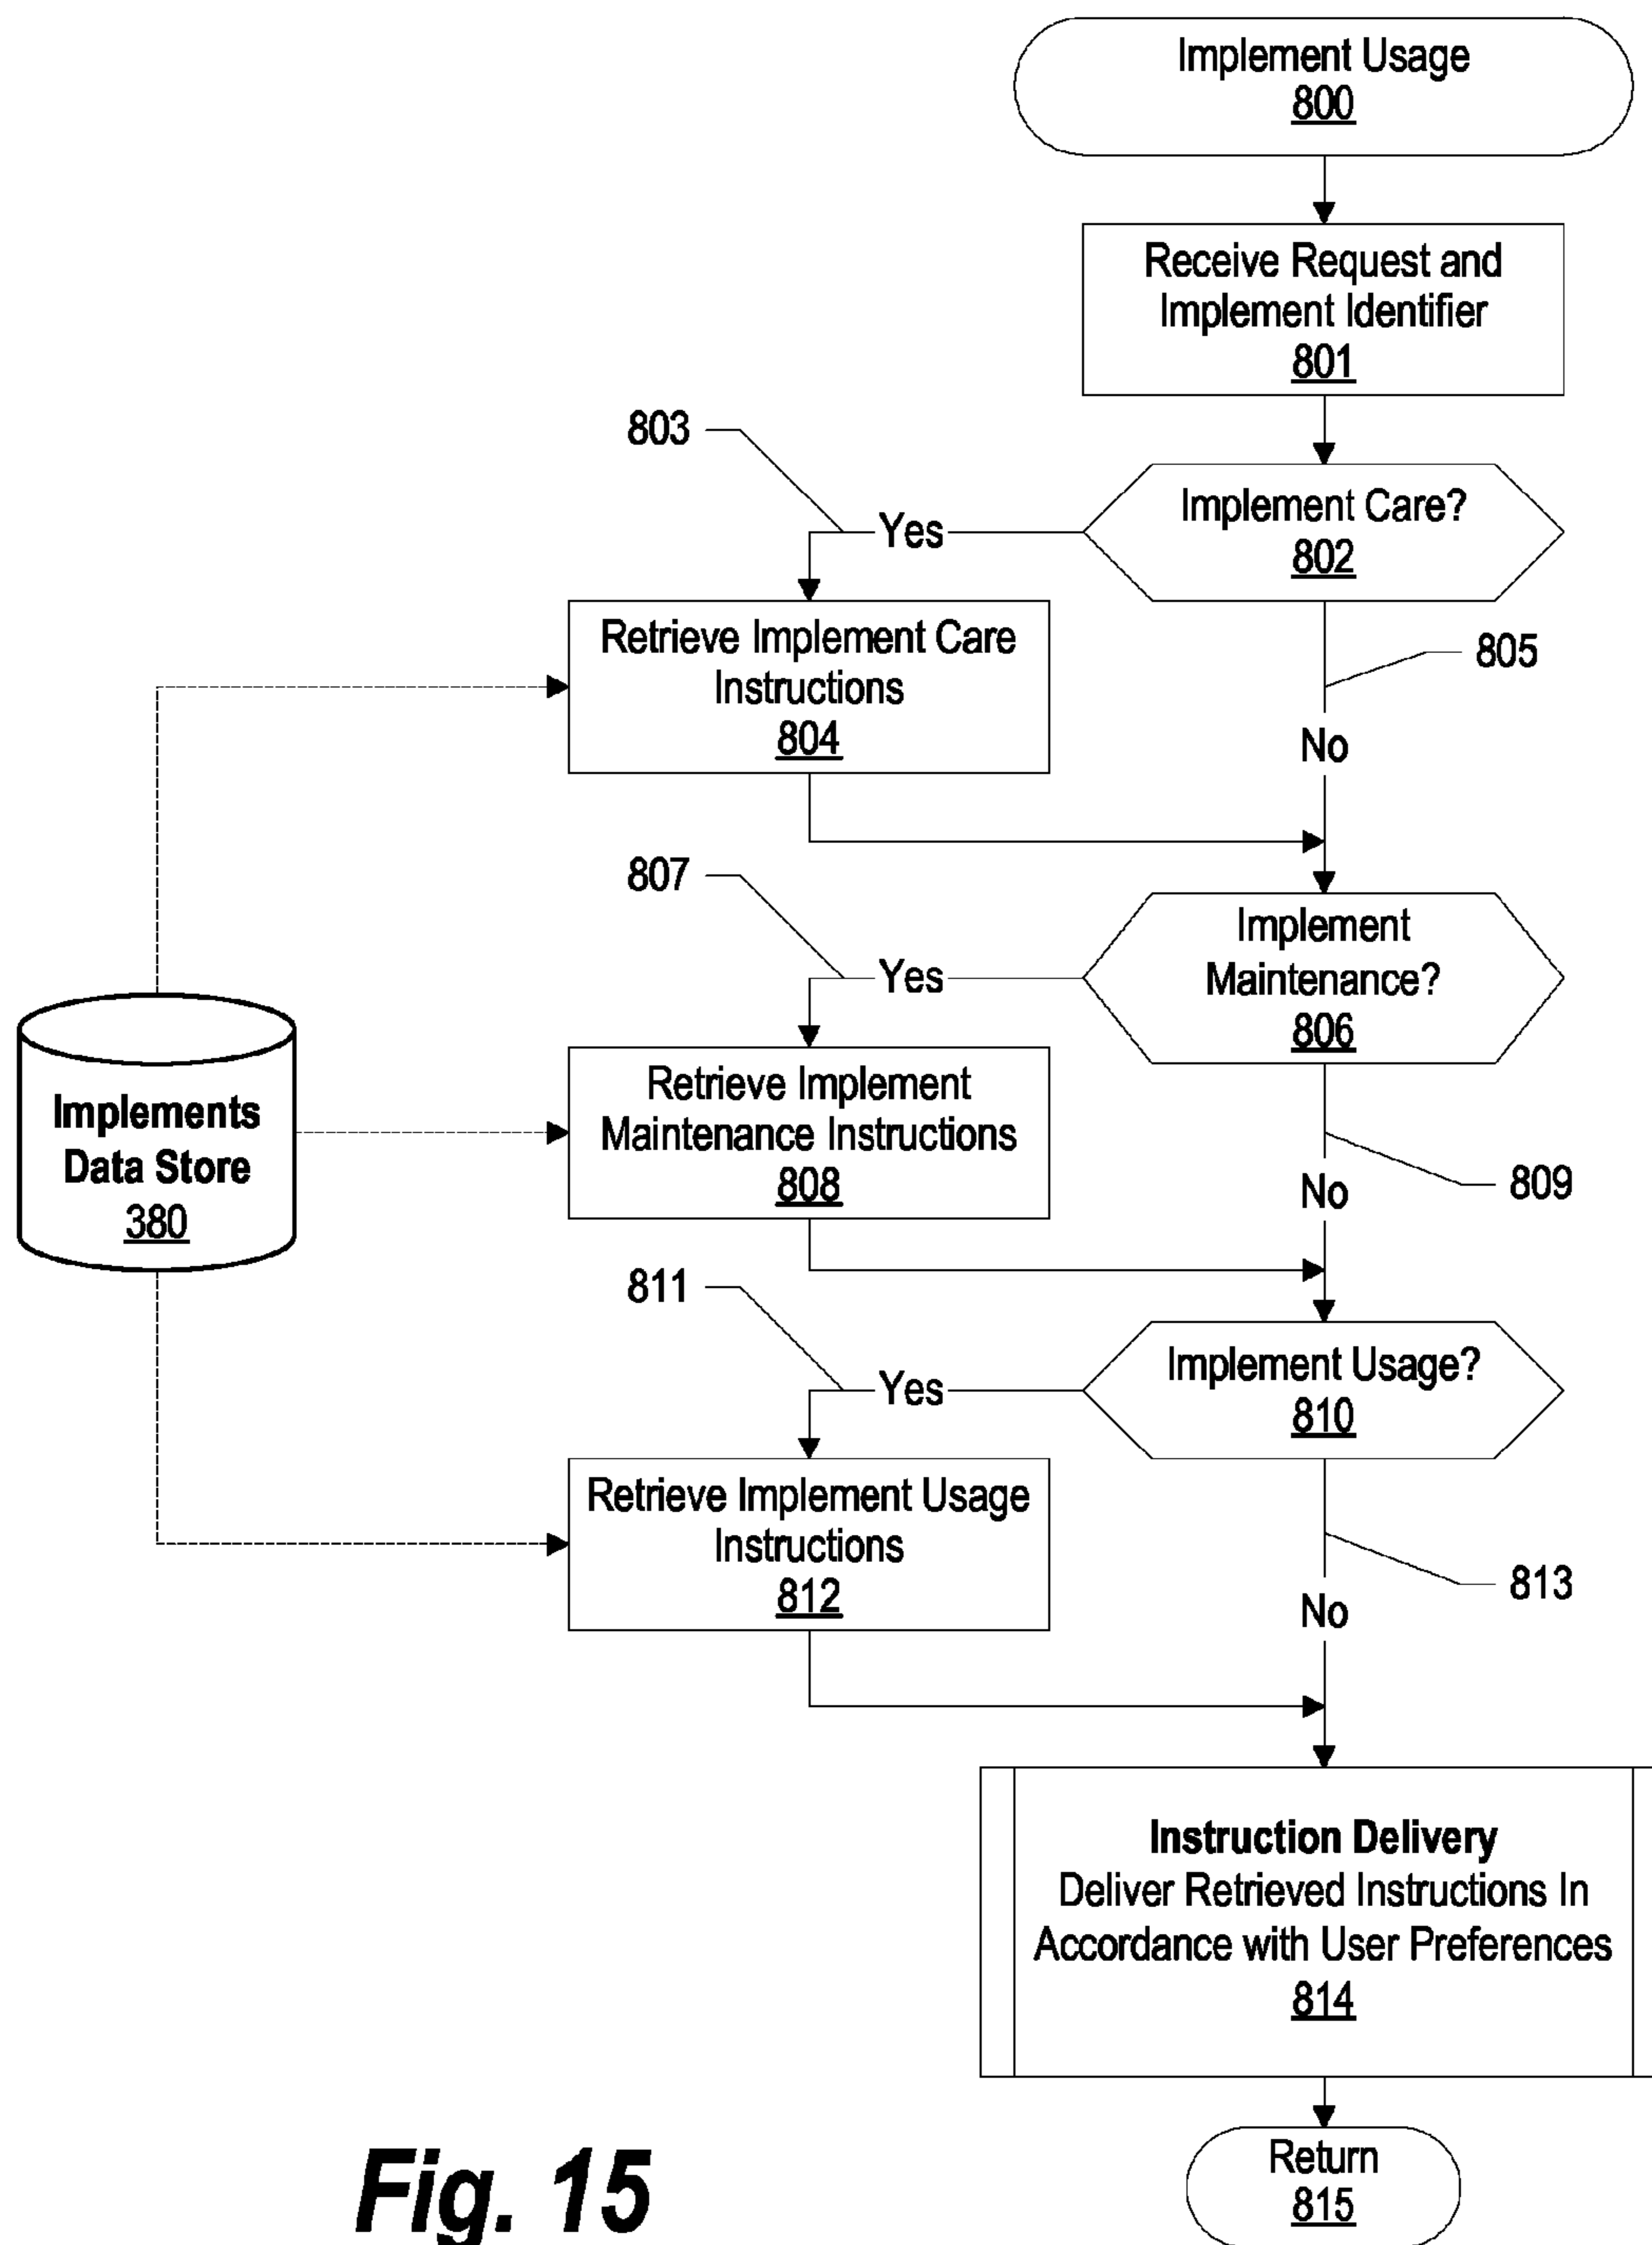 Implement Usage
800
Receive Request and
Implement Identifier
801
803
Implement Care?
802
Yes
Retrieve Implement Care
Instructions
804
805
No
807
Implement
Maintenance?
806
Yes
Implements
Data Store
380
Retrieve Implement
Maintenance Instructions
808
809
No
811
Implement Usage?
810
Yes
Retrieve Implement Usage
Instructions
812
813
No
Instruction Delivery
Deliver Retrieved Instructions In
Accordance with User Preferences
814
Return
815
Fig. 15